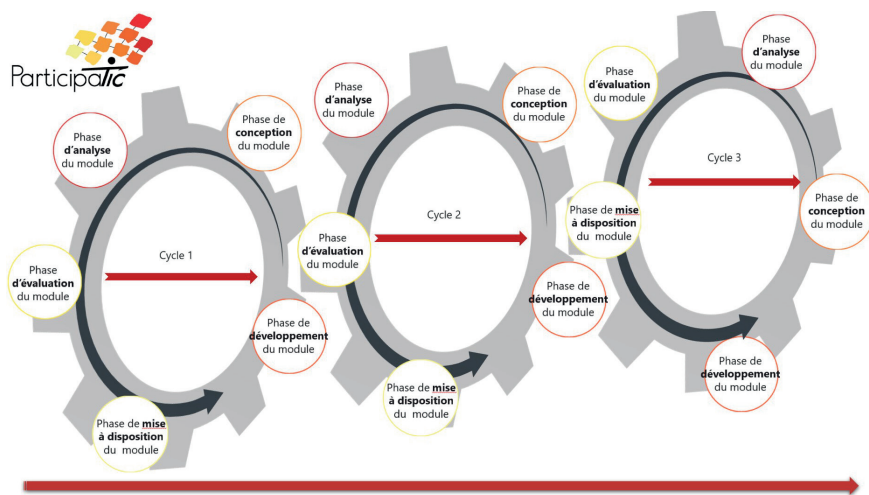 ParticipaTic
Phase
d'analyse
du module
Phase de
conception
du module
Cycle 1
Phase
d'évaluation
du module
Phase de
développement
du module
Phase de mise
à disposition
du module
Phase
d'analyse
du module
Phase de
conception
du module
Cycle 2
Phase
d'évaluation
du module
Phase de
développement
du module
Phase de mise
à disposition
du module
Phase
d'analyse
du module
Phase
d'évaluation
du module
Cycle 3
Phase de mise
à disposition
du module
Phase de
conception
du module
Phase de
développement
du module